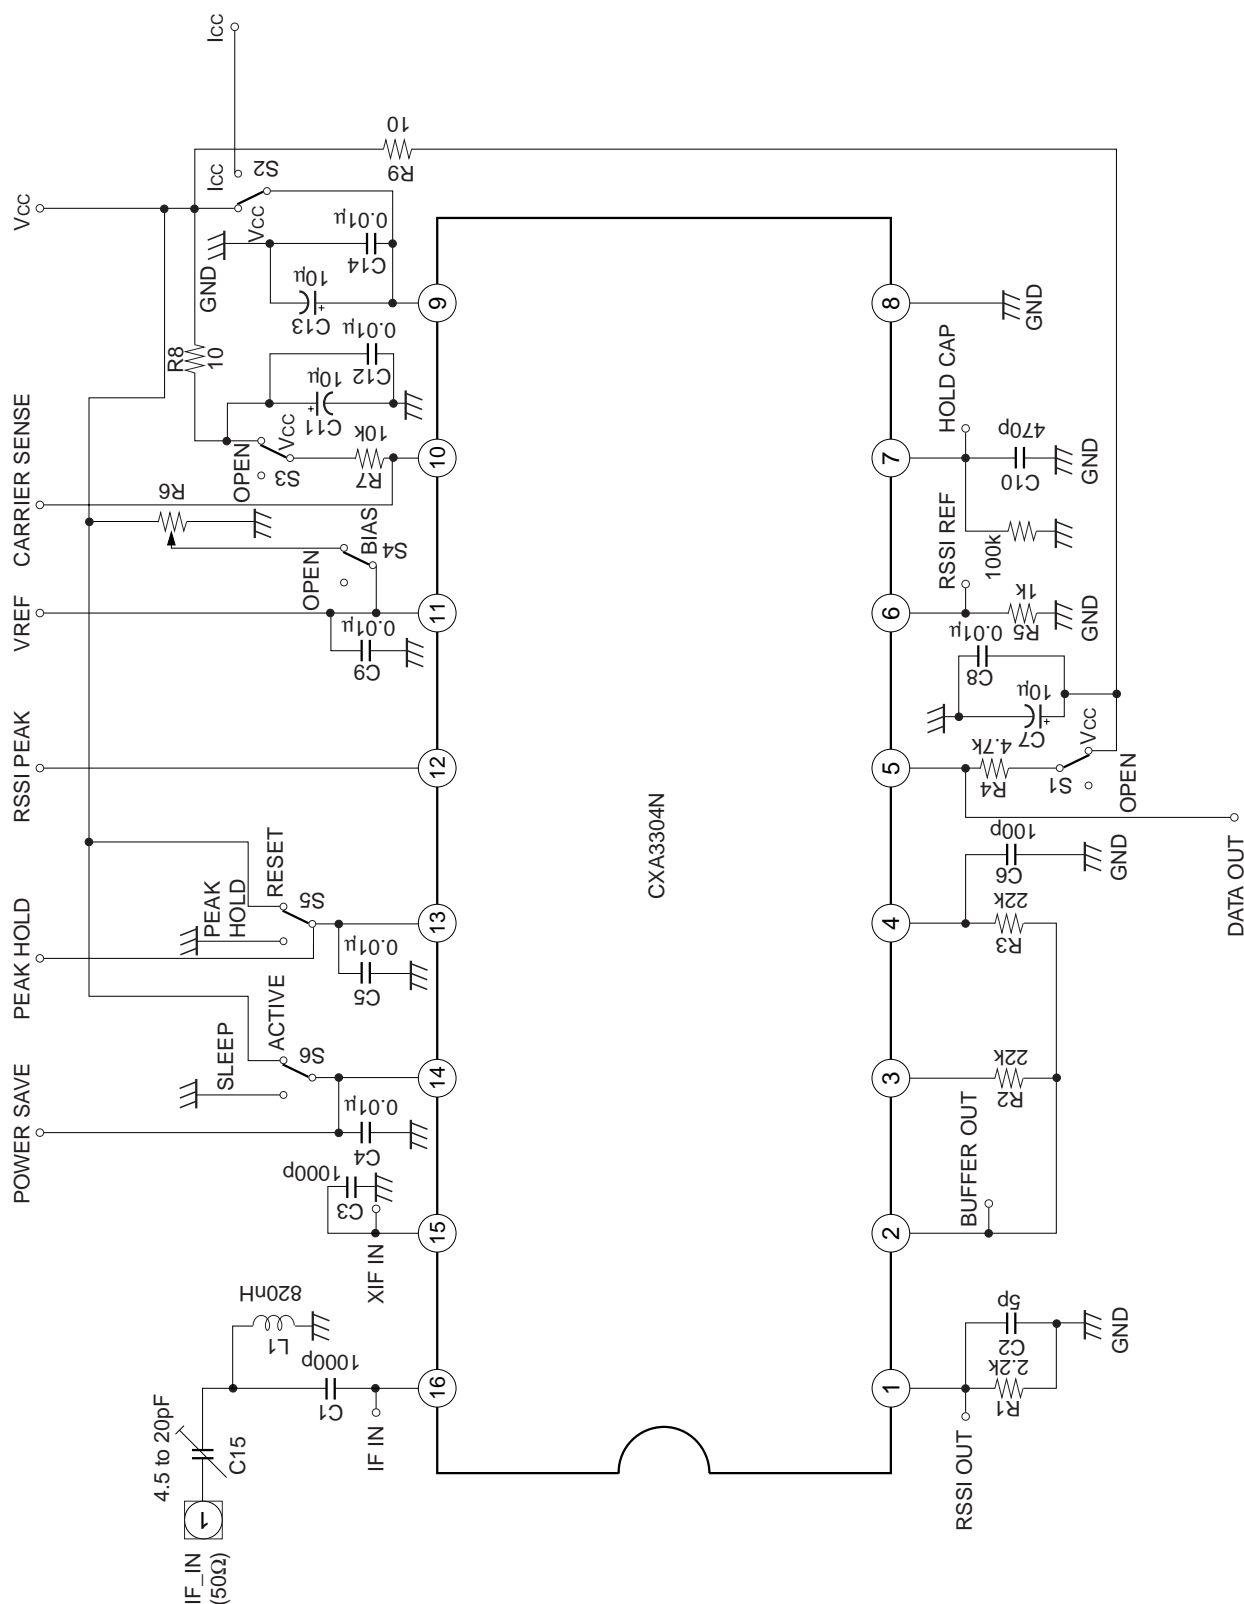 Icc
Vcc
Icc
S2
Vcc
R9
10
GND
C14
0.01µ
C13
10µ
R8
10
C12
0.01µ
C11
10µ
CARRIER SENSE
OPEN
S3
Vcc
R7
10k
R6
VREF
OPEN
S4
BIAS
C9
0.01µ
RSSI PEAK
PEAK HOLD
PEAK
HOLD
S5
RESET
C5
0.01µ
POWER SAVE
SLEEP
ACTIVE
S6
C4
0.01µ
C3
1000p
XIF IN
L1
820nH
C1
1000p
IF IN
4.5 to 20pF
C15
1
IF_IN
(50Ω)
9
10
11
12
13
14
15
16
CXA3304N
8
7
6
5
4
3
2
1
GND
HOLD CAP
C10
470p
GND
RSSI REF
100k
R5
1k
GND
C8
0.01µ
C7
10µ
R4
4.7k
S1
Vcc
OPEN
DATA OUT
C6
100p
GND
R3
22k
R2
22k
BUFFER OUT
C2
5p
R1
2.2k
GND
RSSI OUT